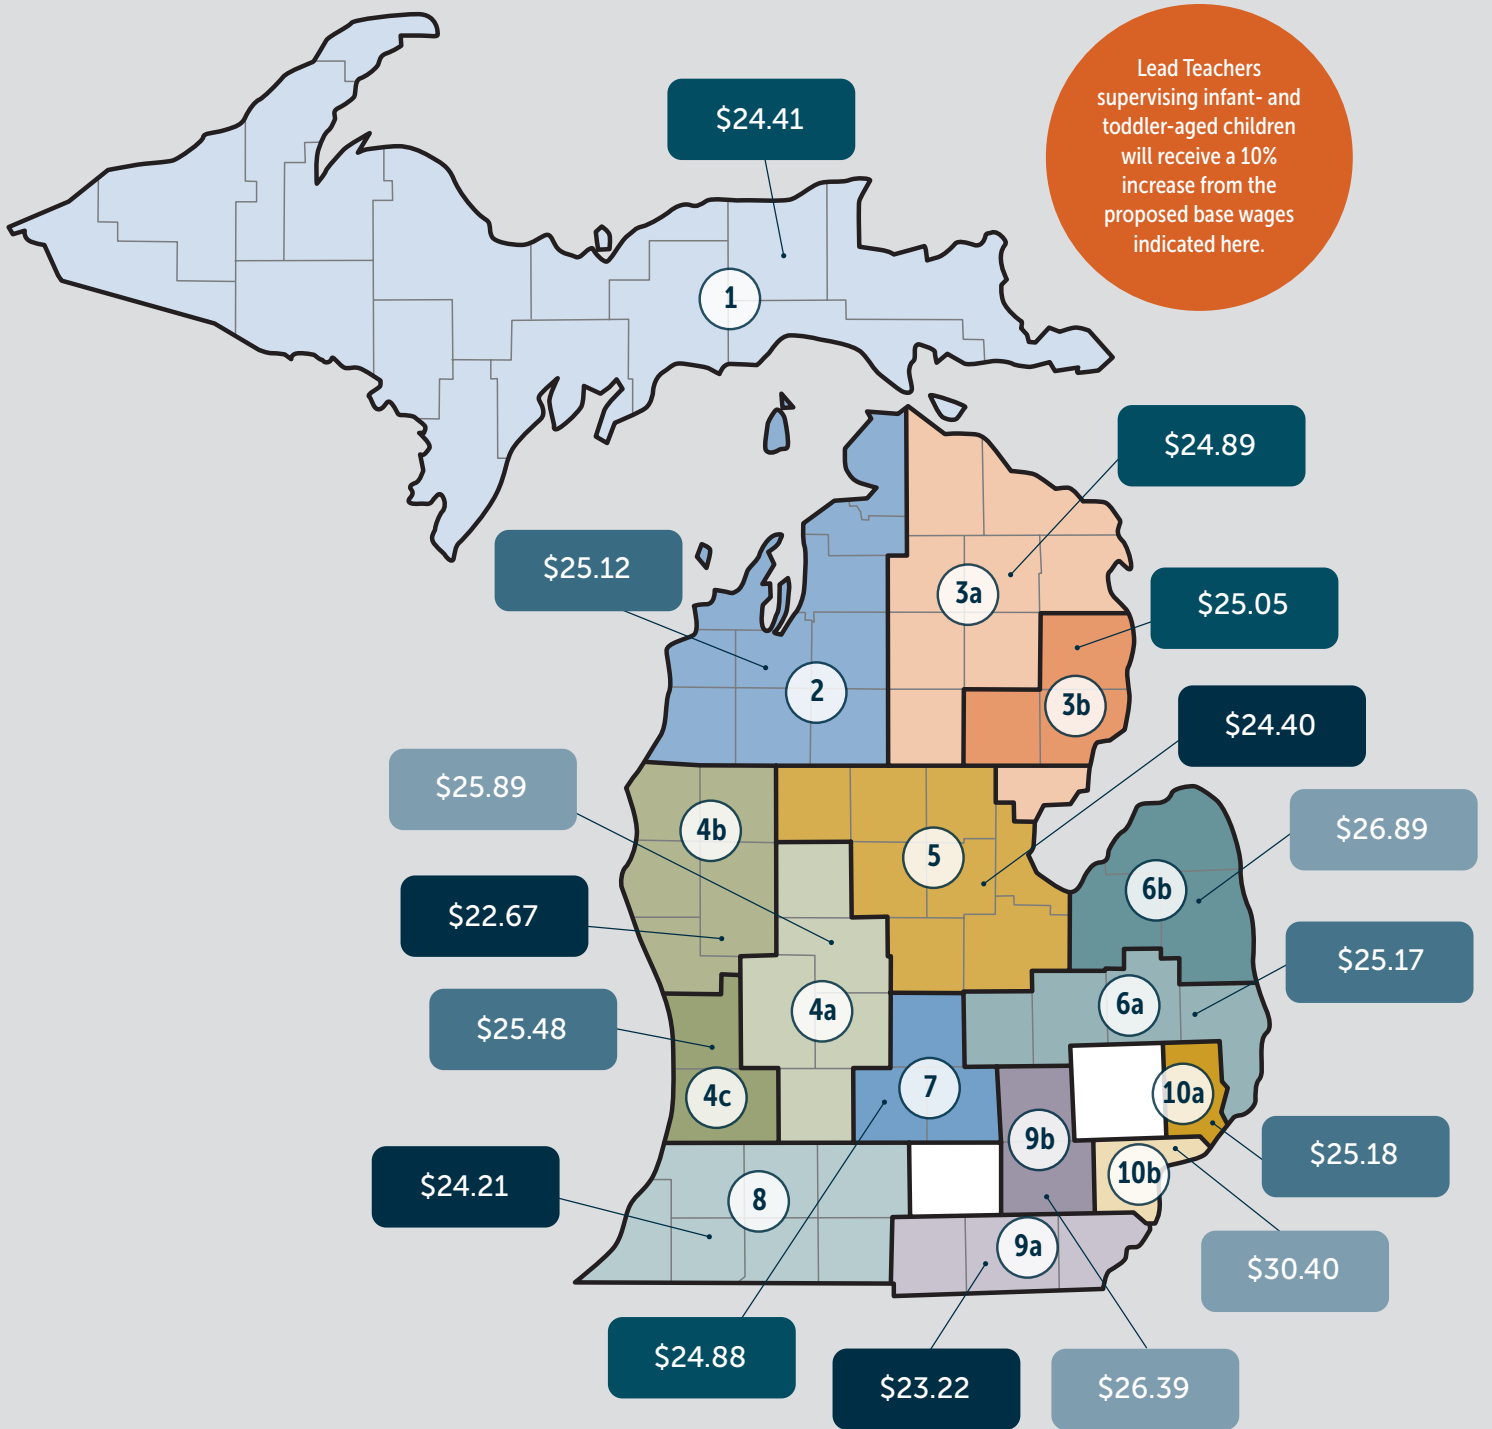 Lead Teachers
supervising infant- and
toddler-aged children
will receive a 10%
increase from the
proposed base wages
indicated here.
$24.41
1
$24.89
$25.12
3a
$25.05
2
3b
$24.40
$25.89
4b
5
$26.89
6b
$22.67
$25.17
4a
6a
$25.48
4c
7
10a
9b
$25.18
10b
$24.21
8
9a
$30.40
$24.88
$23.22
$26.39